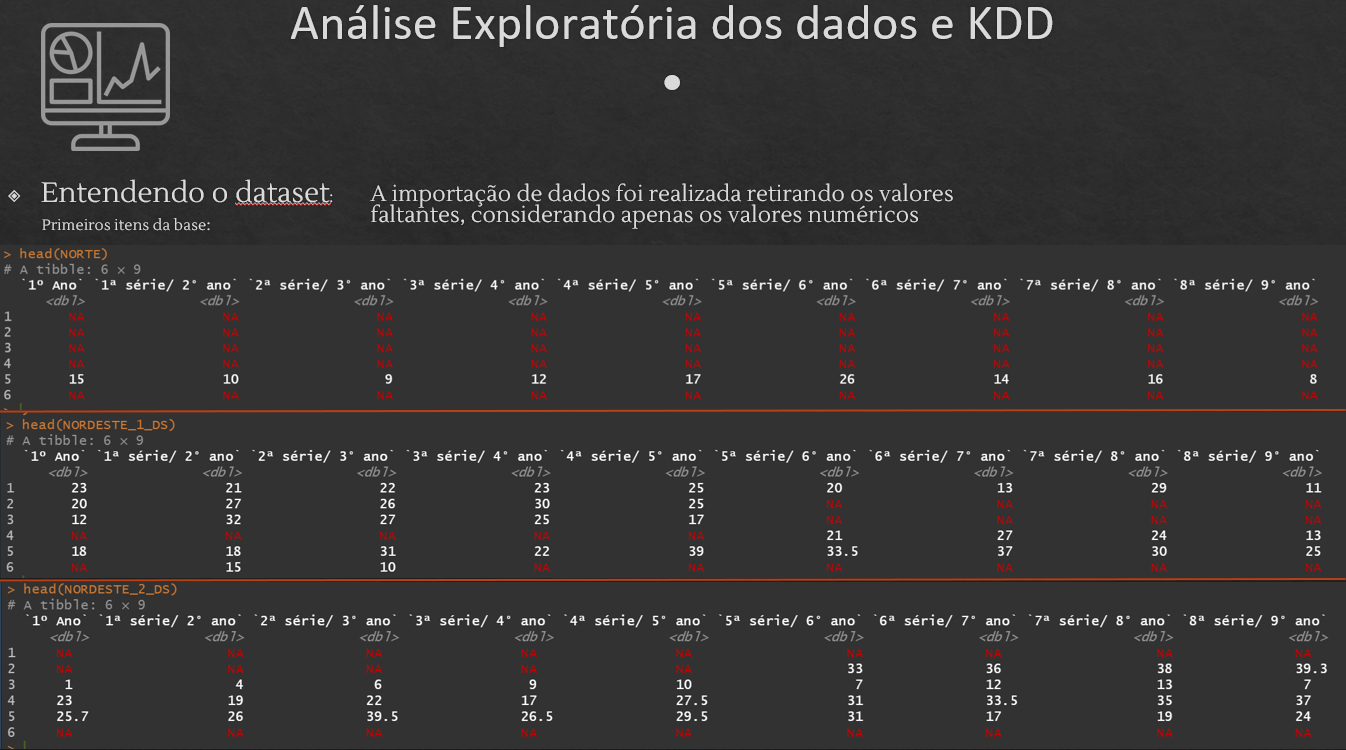 Análise Exploratória dos dados e KDD
Entendendo o dataset:
A importação de dados foi realizada retirando os valores
faltantes, considerando apenas os valores numéricos
Primeiros itens da base:
> head(NORTE)
# A tibble: 6 × 9
`1º Ano` `1ª série/ 2° ano` `2ª série/ 3° ano` `3ª série/ 4° ano` `4ª série/ 5° ano` `5ª série/ 6° ano` `6ª série/ 7° ano` `7ª série/ 8° ano` `8ª série/ 9° ano`
<dbl> <dbl> <dbl> <dbl> <dbl> <dbl> <dbl> <dbl> <dbl>
1 NA NA NA NA NA NA NA NA NA
2 NA NA NA NA NA NA NA NA NA
3 NA NA NA NA NA NA NA NA NA
4 NA NA NA NA NA NA NA NA NA
5 15 10 9 12 17 26 14 16 8
6 NA NA NA NA NA NA NA NA NA
> head(NORDESTE_1_DS)
# A tibble: 6 × 9
`1º Ano` `1ª série/ 2° ano` `2ª série/ 3° ano` `3ª série/ 4° ano` `4ª série/ 5° ano` `5ª série/ 6° ano` `6ª série/ 7° ano` `7ª série/ 8° ano` `8ª série/ 9° ano`
<dbl> <dbl> <dbl> <dbl> <dbl> <dbl> <dbl> <dbl> <dbl>
1 23 21 22 23 25 20 13 29 11
2 20 27 26 30 25 NA NA NA NA
3 12 32 27 25 17 NA NA NA NA
4 NA NA NA NA NA 21 27 24 13
5 18 18 31 22 39 33.5 37 30 25
6 NA 15 10 NA NA NA NA NA NA
> head(NORDESTE_2_DS)
# A tibble: 6 × 9
`1º Ano` `1ª série/ 2° ano` `2ª série/ 3° ano` `3ª série/ 4° ano` `4ª série/ 5° ano` `5ª série/ 6° ano` `6ª série/ 7° ano` `7ª série/ 8° ano` `8ª série/ 9° ano`
<dbl> <dbl> <dbl> <dbl> <dbl> <dbl> <dbl> <dbl> <dbl>
1 NA NA NA NA NA NA NA NA NA
2 NA NA NA NA NA 33 36 38 39.3
3 1 4 6 9 10 7 12 13 7
4 23 19 22 17 27.5 31 33.5 35 37
5 25.7 26 39.5 26.5 29.5 31 17 19 24
6 NA NA NA NA NA NA NA NA NA
>